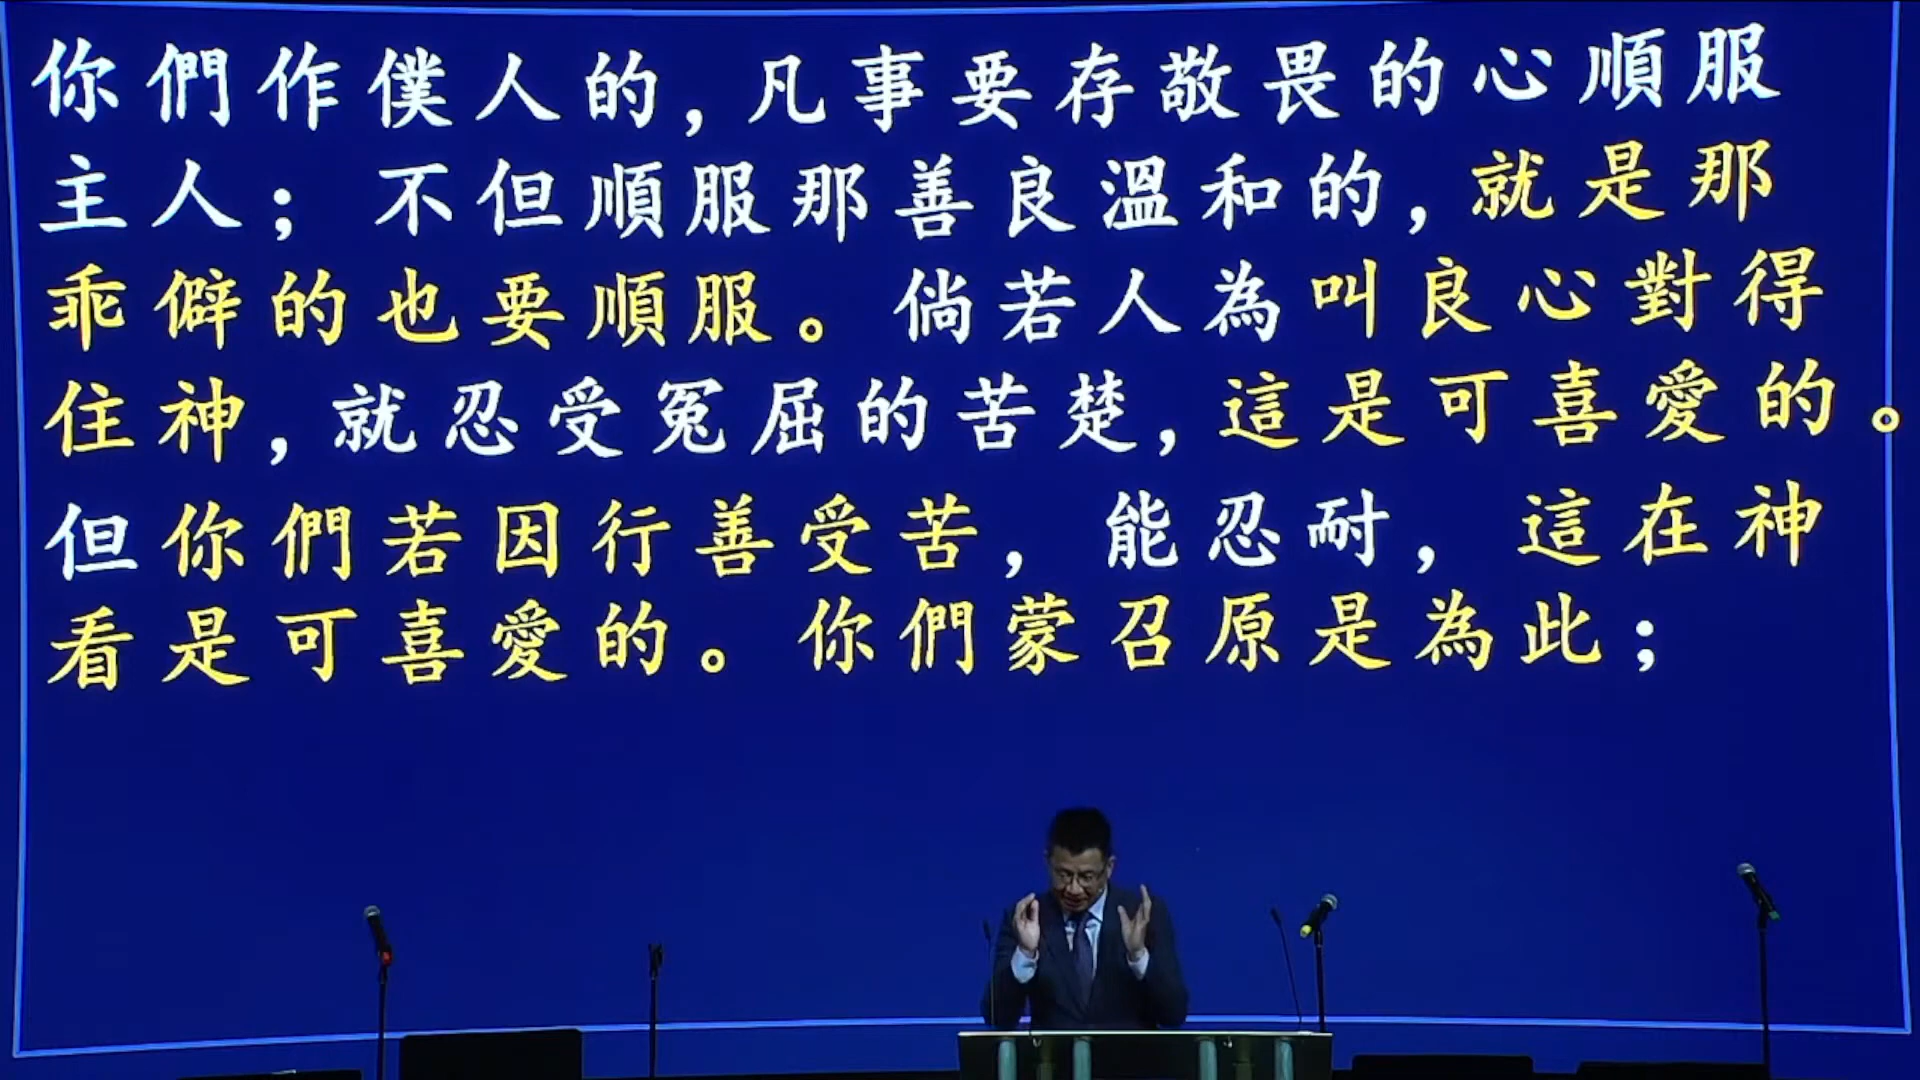 你們作僕人的，凡事要存敬畏的心順服
主人；不但順服那善良溫和的，就是那
乖僻的也要順服。倘若人為叫良心對得
住神，就忍受冤屈的苦楚，這是可喜愛的。
但你們若因行善受苦，能忍耐，這在神
看是可喜愛的。你們蒙召原是為此；